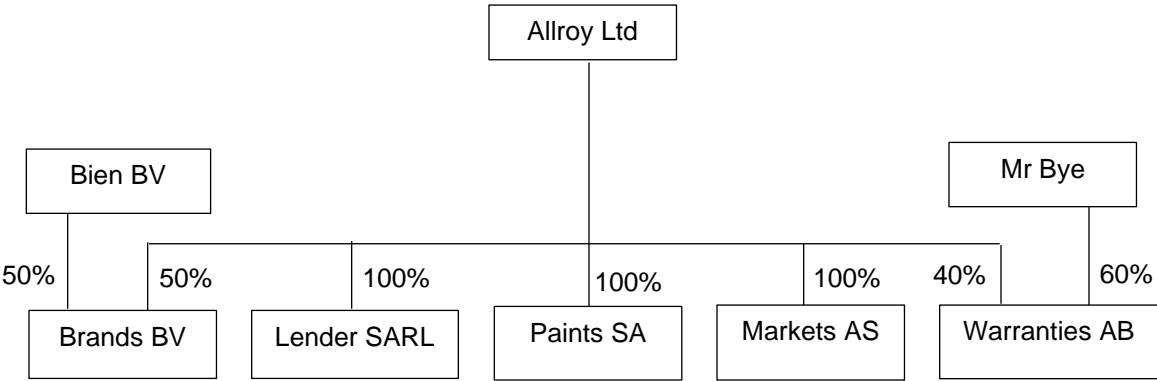 Allroy Ltd
Bien BV
Mr Bye
50%
50%
100%
100%
100%
40%
60%
Brands BV
Lender SARL
Paints SA
Markets AS
Warranties AB